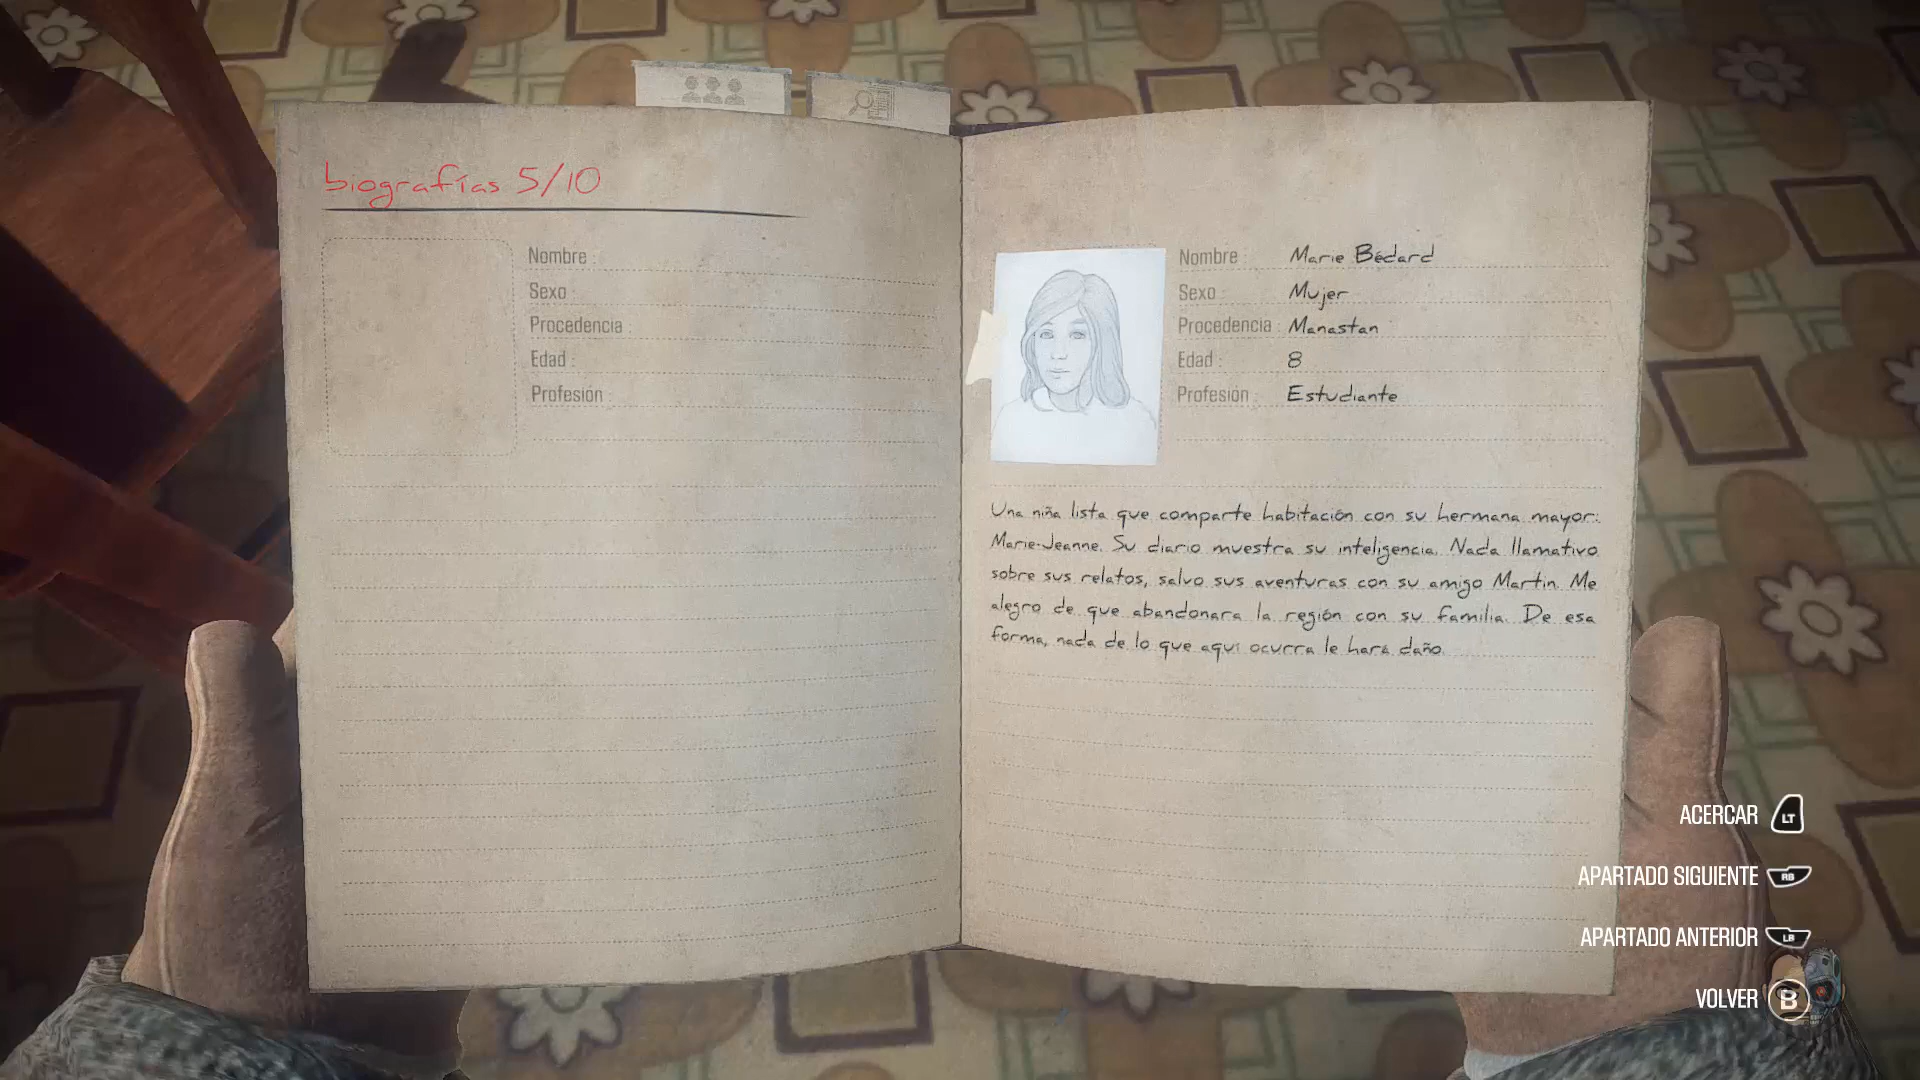 biografías 5/10
Nombre :
Sexo :
Procedencia :
Edad :
Profesión :
Nombre : Marie Bédard
Sexo : Mujer
Procedencia : Manastan
Edad : 8
Profesión : Estudiante
Una niña lista que comparte habitación con su hermana mayor:
Marie-Jeanne. Su diario muestra su inteligencia. Nada llamativo
sobre sus relatos, salvo sus aventuras con su amigo Martin. Me
alegro de que abandonara la región con su familia. De esa
forma, nada de lo que aquí ocurra le hará daño.
ACERCAR LT
APARTADO SIGUIENTE RB
APARTADO ANTERIOR LB
VOLVER B